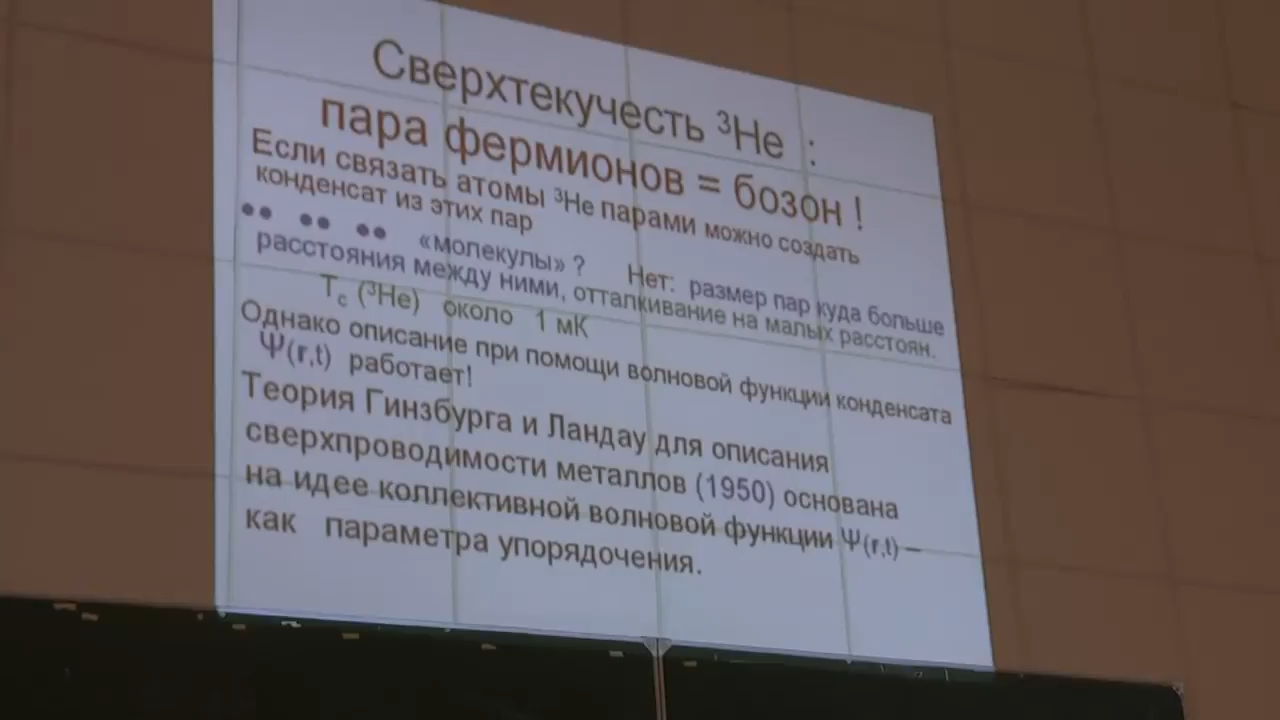 Сверхтекучесть ³He :
пара фермионов = бозон !
Если связать атомы ³He парами можно создать
конденсат из этих пар
«молекулы» ? Нет: размер пар куда больше
расстояния между ними, отталкивание на малых расстоян.
Tc (³He) около 1 мК
Однако описание при помощи волновой функции конденсата
Ψ(r,t) работает!
Теория Гинзбурга и Ландау для описания
сверхпроводимости металлов (1950) основана
на идее коллективной волновой функции Ψ(r,t) –
как параметра упорядочения.